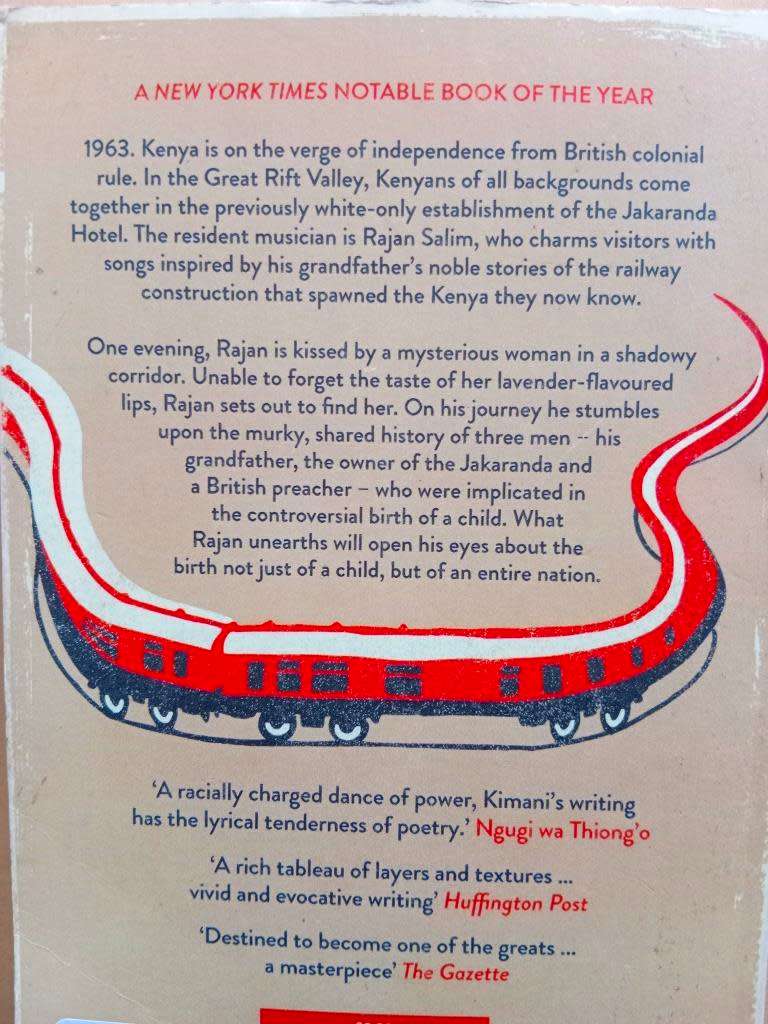 A NEW YORK TIMES NOTABLE BOOK OF THE YEAR
1963. Kenya is on the verge of independence from British colonial
rule. In the Great Rift Valley, Kenyans of all backgrounds come
together in the previously white-only establishment of the Jakaranda
Hotel. The resident musician is Rajan Salim, who charms visitors with
songs inspired by his grandfather's noble stories of the railway
construction that spawned the Kenya they now know.
One evening, Rajan is kissed by a mysterious woman in a shadowy
corridor. Unable to forget the taste of her lavender-flavoured
lips, Rajan sets out to find her. On his journey he stumbles
upon the murky, shared history of three men -- his
grandfather, the owner of the Jakaranda and
a British preacher – who were implicated in
the controversial birth of a child. What
Rajan unearths will open his eyes about the
birth not just of a child, but of an entire nation.
‘A racially charged dance of power, Kimani's writing
has the lyrical tenderness of poetry.’ Ngugi wa Thiong'o
‘A rich tableau of layers and textures ...
vivid and evocative writing’ Huffington Post
‘Destined to become one of the greats ...
a masterpiece’ The Gazette